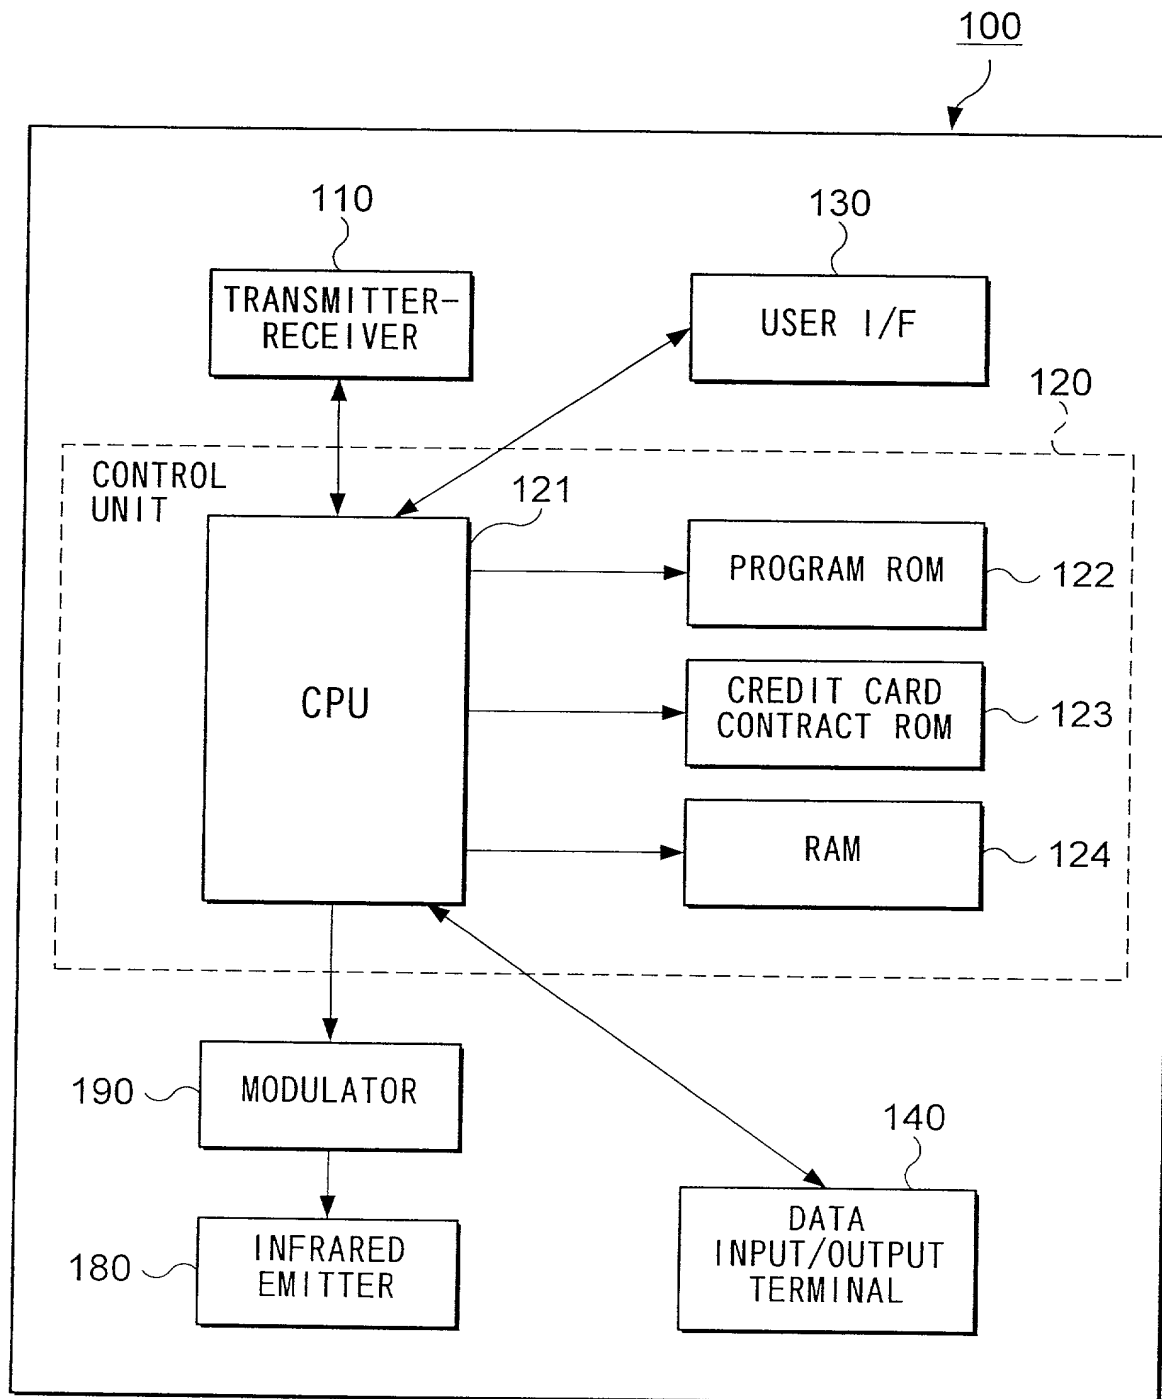 100
110
130
TRANSMITTER-
RECEIVER
USER I/F
120
CONTROL
UNIT
121
CPU
PROGRAM ROM
122
CREDIT CARD
CONTRACT ROM
123
RAM
124
190
MODULATOR
140
180
INFRARED
EMITTER
DATA
INPUT/OUTPUT
TERMINAL